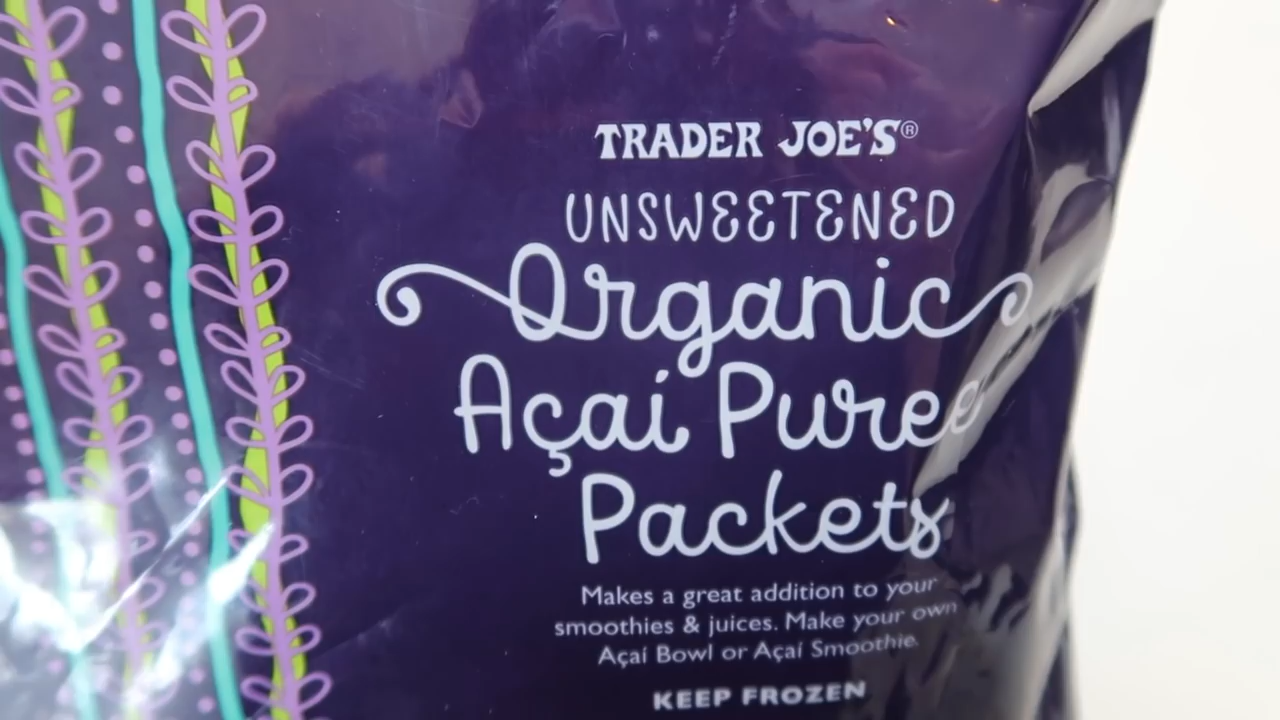 TRADER JOE'S®
UNSWEETENED
Organic
Açaí Puree
Packets
Makes a great addition to your
smoothies & juices. Make your own
Açaí Bowl or Açaí Smoothie.
KEEP FROZEN